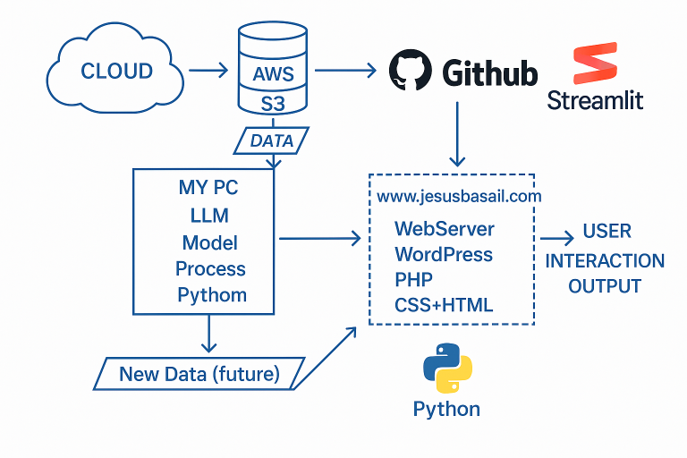 CLOUD
AWS
S3
Github
Streamlit
DATA
MY PC
LLM
Model
Process
Pythom
www.jesusbasail.com
WebServer
WordPress
PHP
CSS+HTML
USER
INTERACTION
OUTPUT
New Data (future)
Python